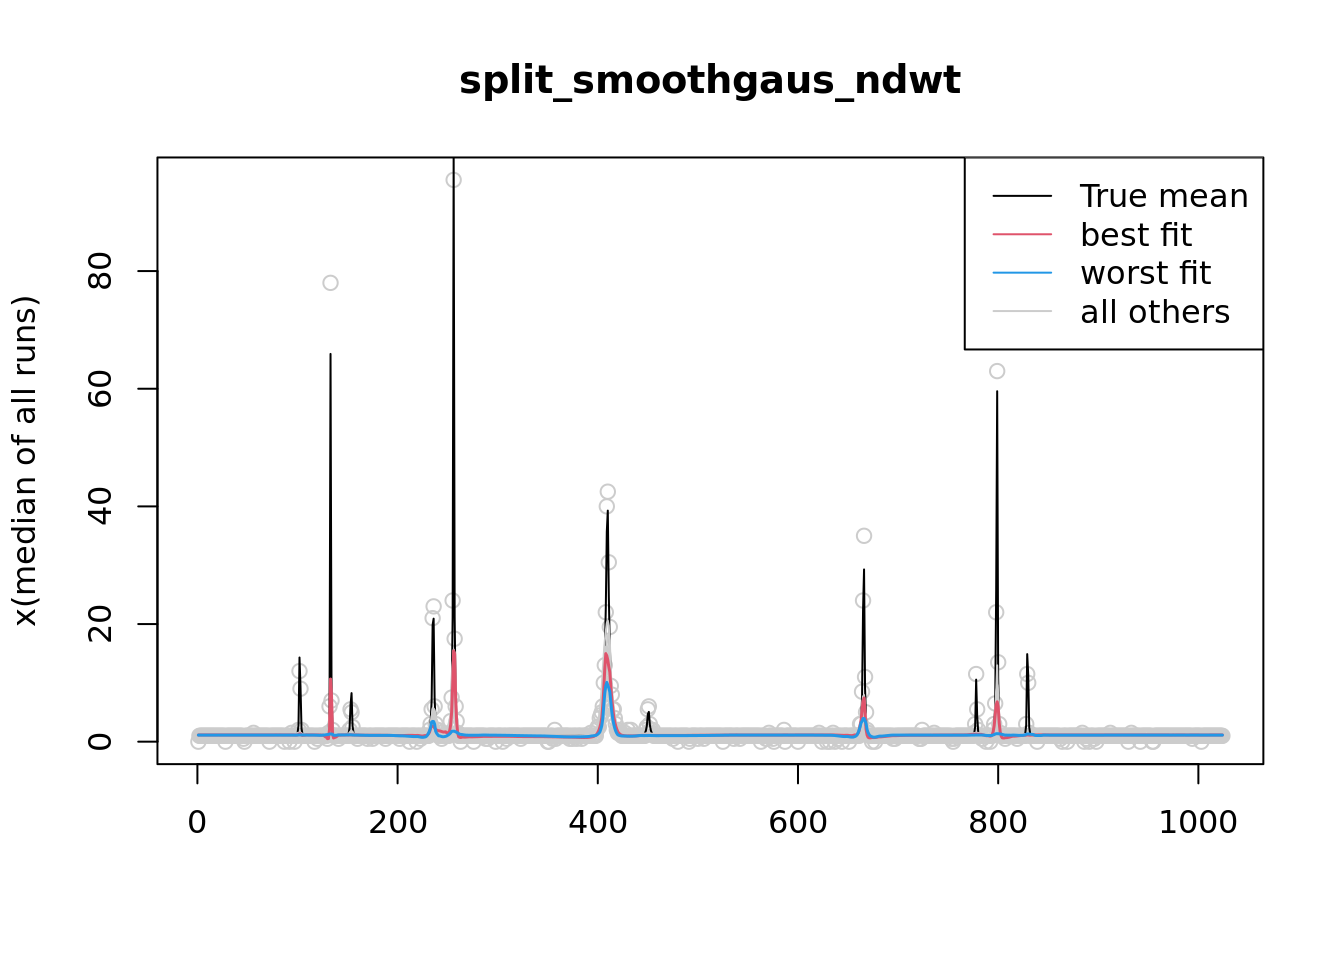 split_smoothgaus_ndwt
True mean
best fit
worst fit
all others
x(median of all runs)
80
60
40
20
0
0 200 400 600 800 1000